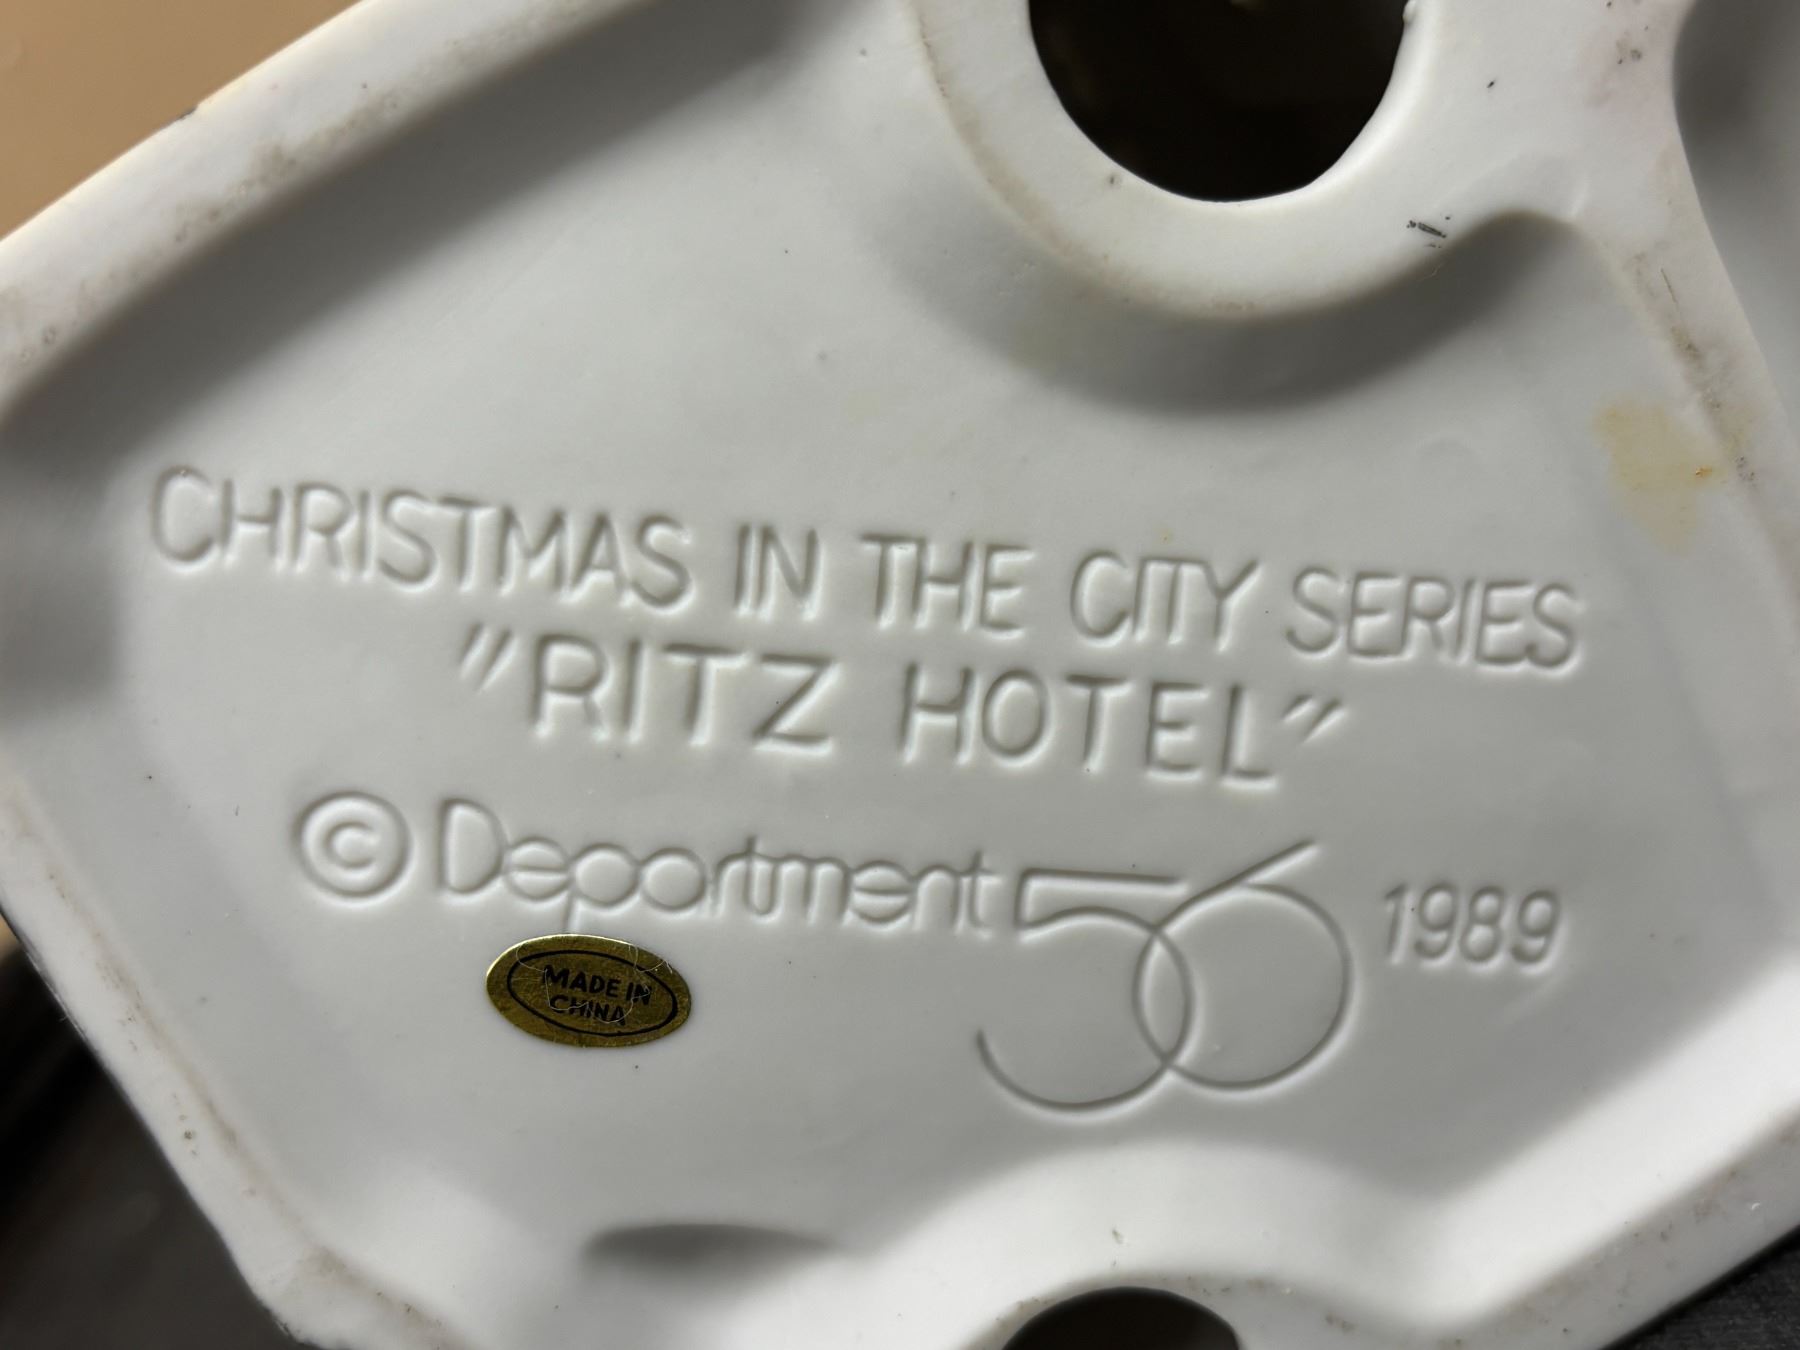 CHRISTMAS IN THE CITY SERIES
"RITZ HOTEL"
© Department 56 1989
MADE IN
CHINA